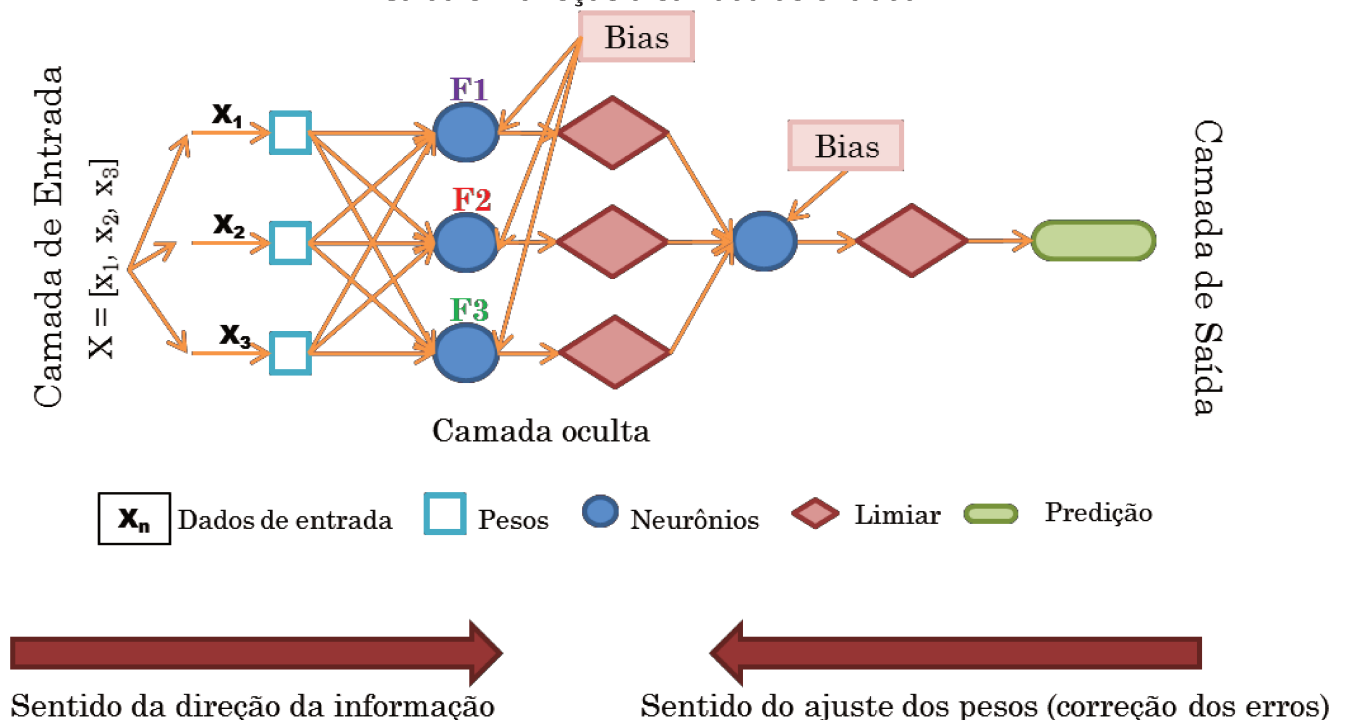 Bias
F1
X₁
Bias
Camada de Entrada
X = [x₁, x₂, x₃]
F2
X₂
F3
X₃
Camada de Saída
Camada oculta
Xₙ Dados de entrada Pesos Neurônios Limiar Predição
Sentido da direção da informação
Sentido do ajuste dos pesos (correção dos erros)